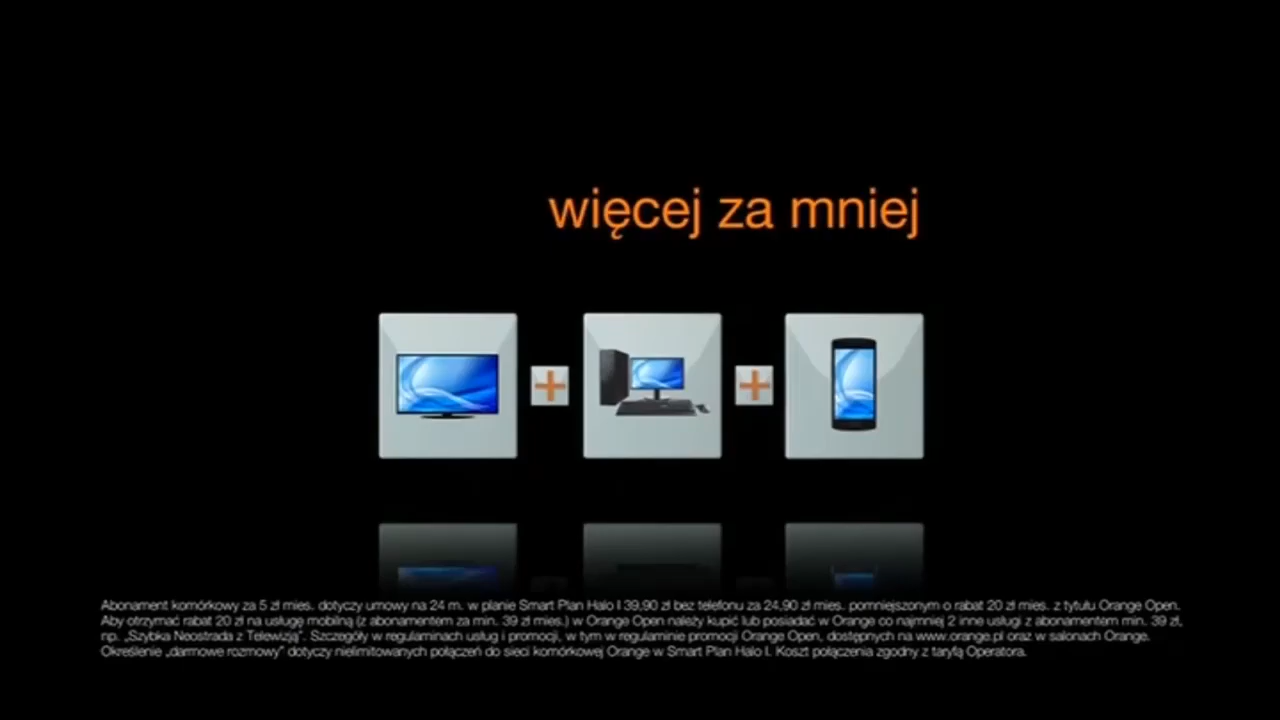 więcej za mniej
Abonament komórkowy za 5 zł mies. dotyczy umowy na 24 m. w planie Smart Plan Halo I 39,90 zł bez telefonu za 24,90 zł mies. pomniejszonym o rabat 20 zł mies. z tytułu Orange Open.
Aby otrzymać rabat 20 zł na usługę mobilną (z abonamentem za min. 39 zł mies.) w Orange Open należy kupić lub posiadać w Orange co najmniej 2 inne usługi z abonamentem min. 39 zł,
np. „Szybka Neostrada z Telewizją”. Szczegóły w regulaminach usług i promocji, w tym w regulaminie promocji Orange Open, dostępnych na www.orange.pl oraz w salonach Orange.
Określenie „darmowe rozmowy” dotyczy nielimitowanych połączeń do sieci komórkowej Orange w Smart Plan Halo I. Koszt połączenia zgodny z taryfą Operatora.